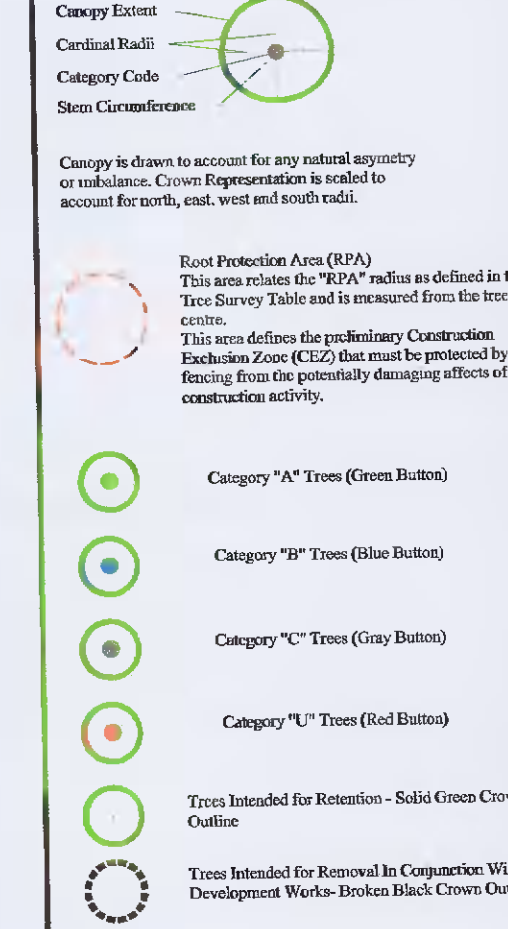 Canopy Extent
Cardinal Radii
Category Code
Stem Circumference
Canopy is drawn to account for any natural asymetry
or imbalance. Crown Representation is scaled to
account for north, east. west and south radii.
Root Protection Area (RPA)
This area relates the "RPA" radius as defined in
Tree Survey Table and is measured from the tree
centre.
This area defines the preliminary Construction
Exclusion Zone (CEZ) that must be protected by
fencing from the potentially damaging affects of
construction activity.
Category "A" Trees (Green Button)
Category "B" Trees (Blue Button)
Category "C" Trees (Gray Button)
Category "U" Trees (Red Button)
Trees Intended for Retention - Solid Green
Outline
Trees Intended for Removal In Conjunction
Development Works- Broken Black Crown